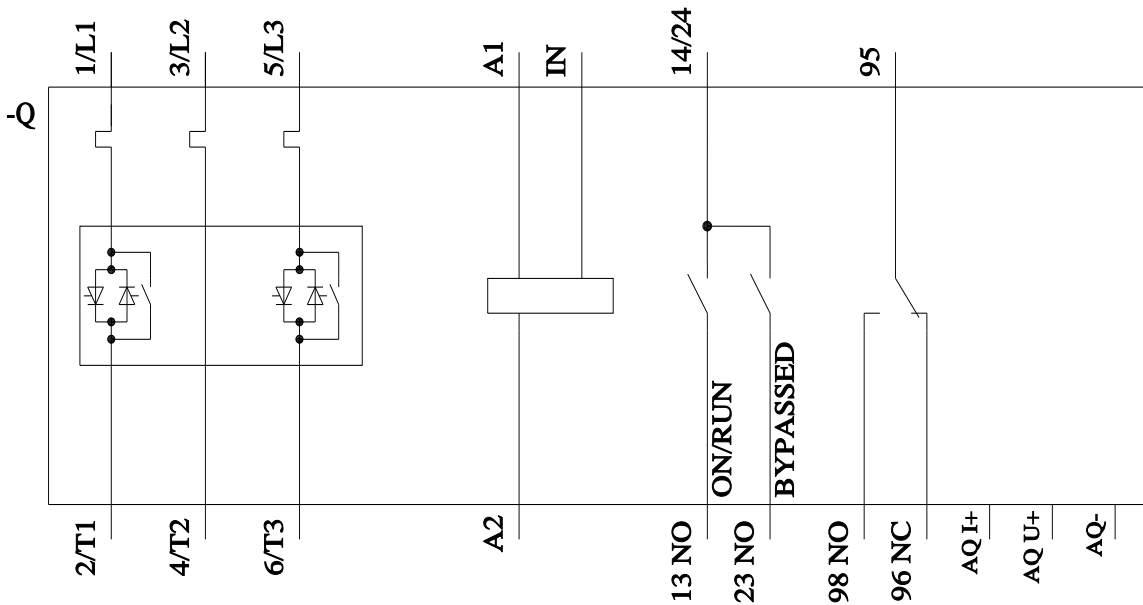 1/L1
3/L2
5/L3
A1
IN
14/24
95
-Q
ON/RUN
BYPASSED
2/T1
4/T2
6/T3
A2
13 NO
23 NO
98 NO
96 NC
AQ I+
AQ U+
AQ-